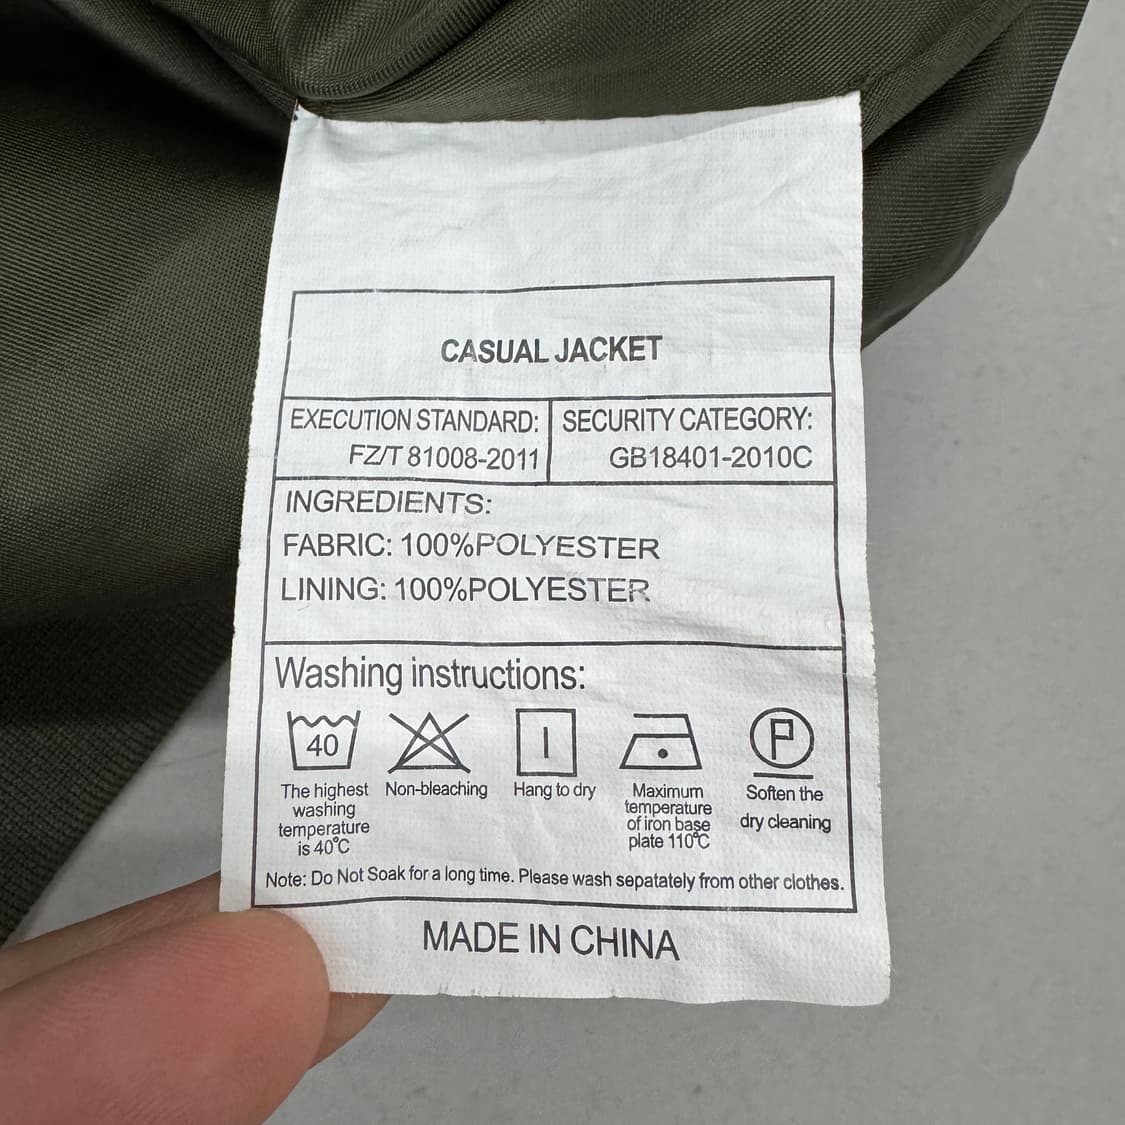 CASUAL JACKET
EXECUTION STANDARD:
FZ/T 81008-2011
SECURITY CATEGORY:
GB18401-2010C
INGREDIENTS:
FABRIC: 100%POLYESTER
LINING: 100%POLYESTER
Washing instructions:
40
The highest
washing
temperature
is 40℃
Non-bleaching
Hang to dry
Maximum
temperature
of iron base
plate 110℃
P
Soften the
dry cleaning
Note: Do Not Soak for a long time. Please wash sepatately from other clothes.
MADE IN CHINA